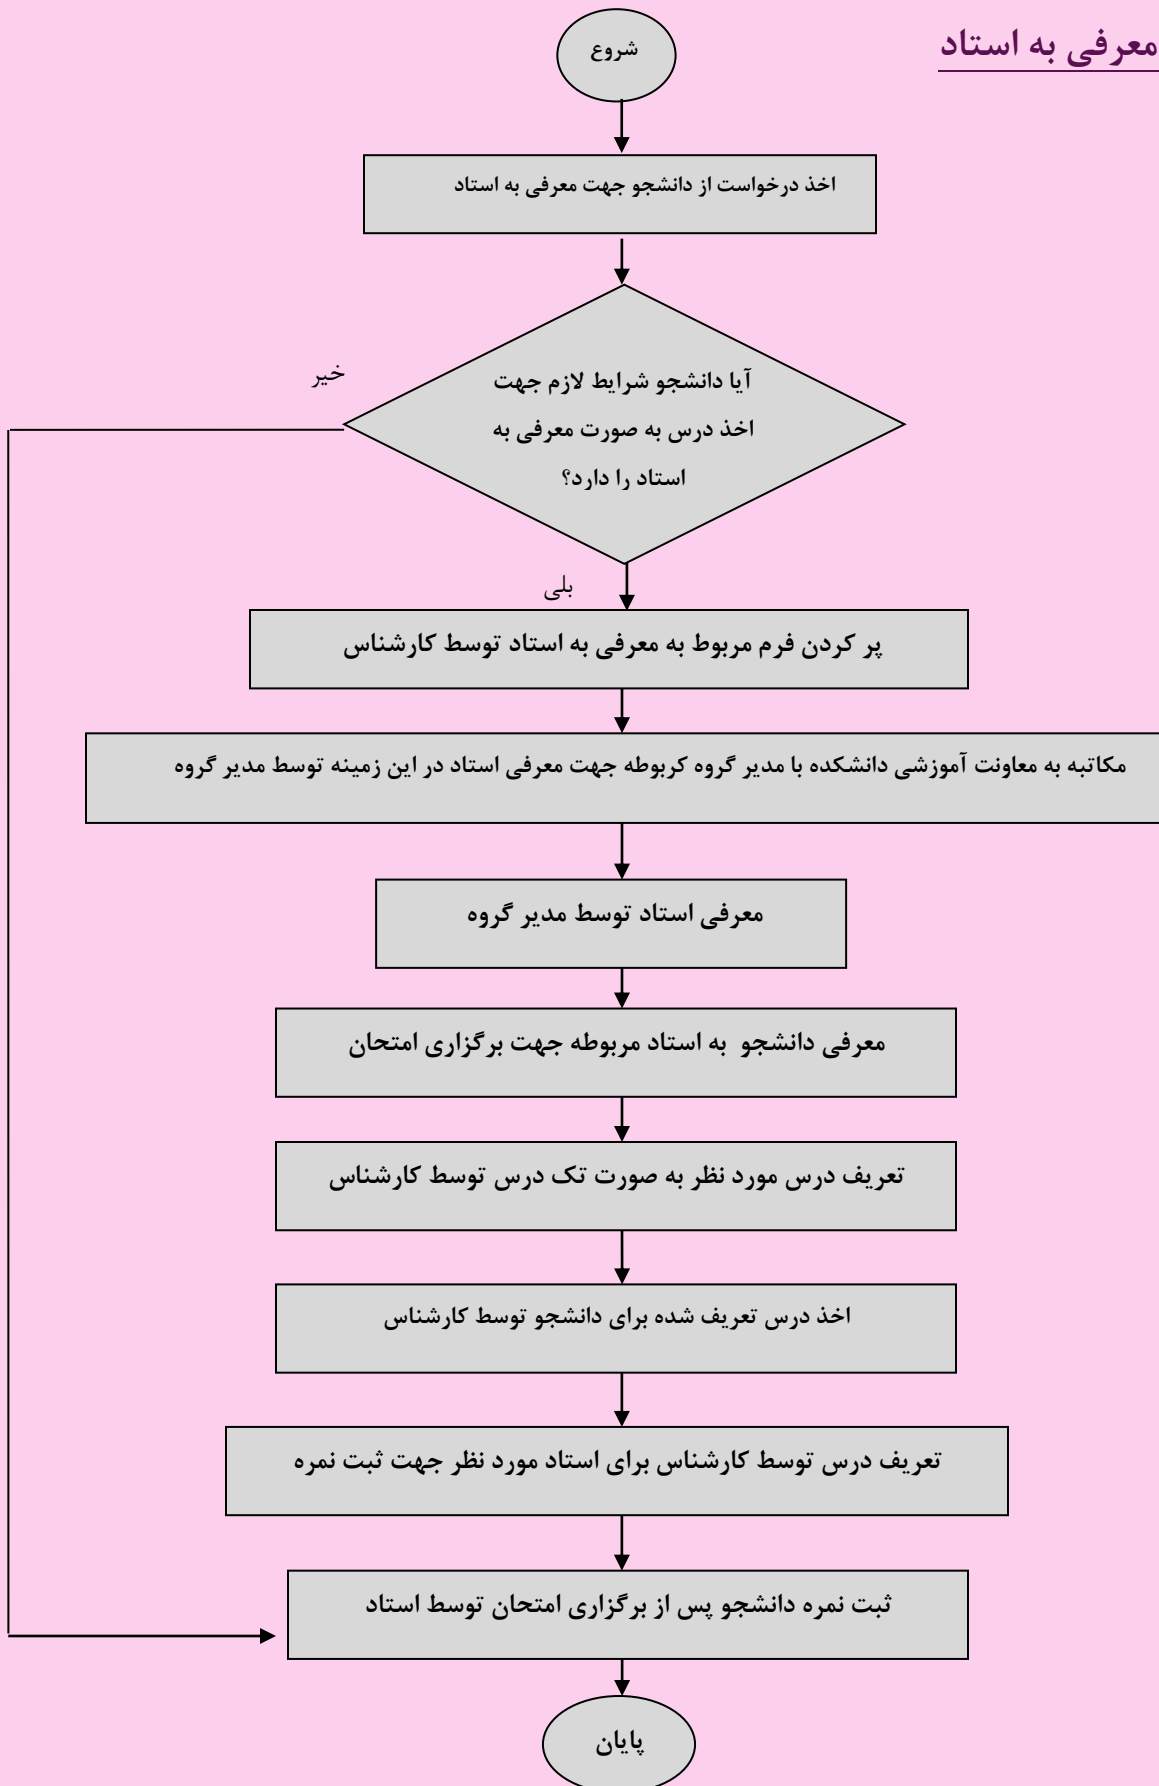 معرفی به استاد
شروع
اخذ درخواست از دانشجو جهت معرفی به استاد
آیا دانشجو شرایط لازم جهت
اخذ درس به صورت معرفی به
استاد را دارد؟
خیر
بلی
پر کردن فرم مربوط به معرفی به استاد توسط کارشناس
مکاتبه به معاونت آموزشی دانشکده با مدیر گروه کربوطه جهت معرفی استاد در این زمینه توسط مدیر گروه
معرفی استاد توسط مدیر گروه
معرفی دانشجو به استاد مربوطه جهت برگزاری امتحان
تعریف درس مورد نظر به صورت تک درس توسط کارشناس
اخذ درس تعریف شده برای دانشجو توسط کارشناس
تعریف درس توسط کارشناس برای استاد مورد نظر جهت ثبت نمره
ثبت نمره دانشجو پس از برگزاری امتحان توسط استاد
پایان